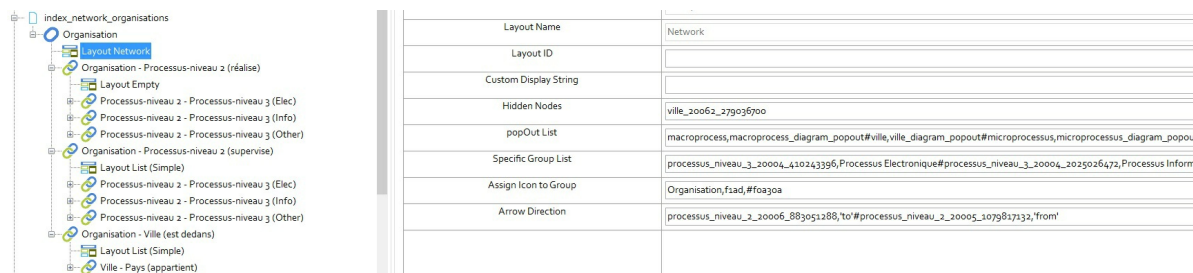 index_network_organisations
Organisation
Layout Network
Organisation - Processus-niveau 2 (réalise)
Layout Empty
Processus-niveau 2 - Processus-niveau 3 (Elec)
Processus-niveau 2 - Processus-niveau 3 (Info)
Processus-niveau 2 - Processus-niveau 3 (Other)
Organisation - Processus-niveau 2 (supervise)
Layout List (Simple)
Processus-niveau 2 - Processus-niveau 3 (Elec)
Processus-niveau 2 - Processus-niveau 3 (Info)
Processus-niveau 2 - Processus-niveau 3 (Other)
Organisation - Ville (est dedans)
Layout List (Simple)
Ville - Pays (appartient)
Layout Name Network
Layout ID
Custom Display String
Hidden Nodes ville_20062_279036700
popOut List macroprocess,macroprocess_diagram_popout#ville,ville_diagram_popout#microprocessus,microprocessus_diagram_popou
Specific Group List processus_niveau_3_20004_410243396,Processus Electronique#processus_niveau_3_20004_2025026472,Processus Inform
Assign Icon to Group Organisation,f1ad,#f0a30a
Arrow Direction processus_niveau_2_20006_883051288,'to'#processus_niveau_2_20005_1079817132,'from'